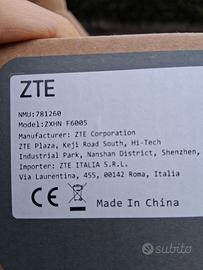 ZTE
NMU:781260
Model:ZXHN F6005
Manufacturer: ZTE Corporation
ZTE Plaza, Keji Road South, Hi-Tech
Industrial Park, Nanshan District, Shenzhen,
Importer: ZTE ITALIA S.R.L.
Via Laurentina, 455, 00142 Roma, Italia
CE
Made In China
subito